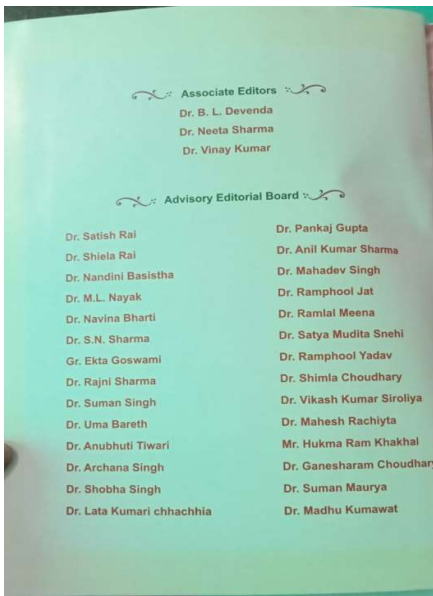 Associate Editors
Dr. B. L. Devenda
Dr. Neeta Sharma
Dr. Vinay Kumar
Advisory Editorial Board
Dr. Satish Rai
Dr. Shiela Rai
Dr. Nandini Basistha
Dr. M.L. Nayak
Dr. Navina Bharti
Dr. S.N. Sharma
Gr. Ekta Goswami
Dr. Rajni Sharma
Dr. Suman Singh
Dr. Uma Bareth
Dr. Anubhuti Tiwari
Dr. Archana Singh
Dr. Shobha Singh
Dr. Lata Kumari chhachhia
Dr. Pankaj Gupta
Dr. Anil Kumar Sharma
Dr. Mahadev Singh
Dr. Ramphool Jat
Dr. Ramlal Meena
Dr. Satya Mudita Snehi
Dr. Ramphool Yadav
Dr. Shimla Choudhary
Dr. Vikash Kumar Siroliya
Dr. Mahesh Rachiyta
Mr. Hukma Ram Khakhal
Dr. Ganesharam Choudhary
Dr. Suman Maurya
Dr. Madhu Kumawat